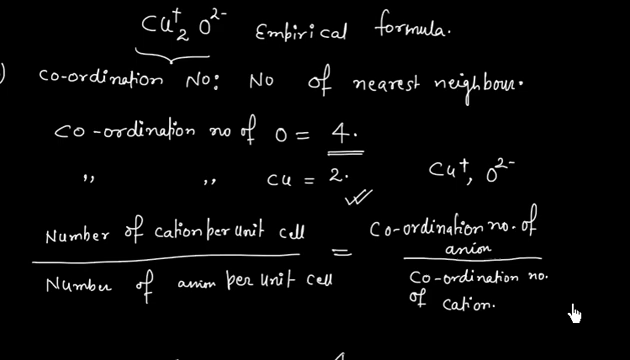 Cu⁺₂ O²⁻ Empirical formula.
) Co-ordination No: No of nearest neighbour.
Co-ordination no of O = 4.
,, ,, Cu = 2. Cu⁺, O²⁻
Number of cation per unit cell / Number of anion per unit cell = Co-ordination no. of anion / Co-ordination no. of cation.